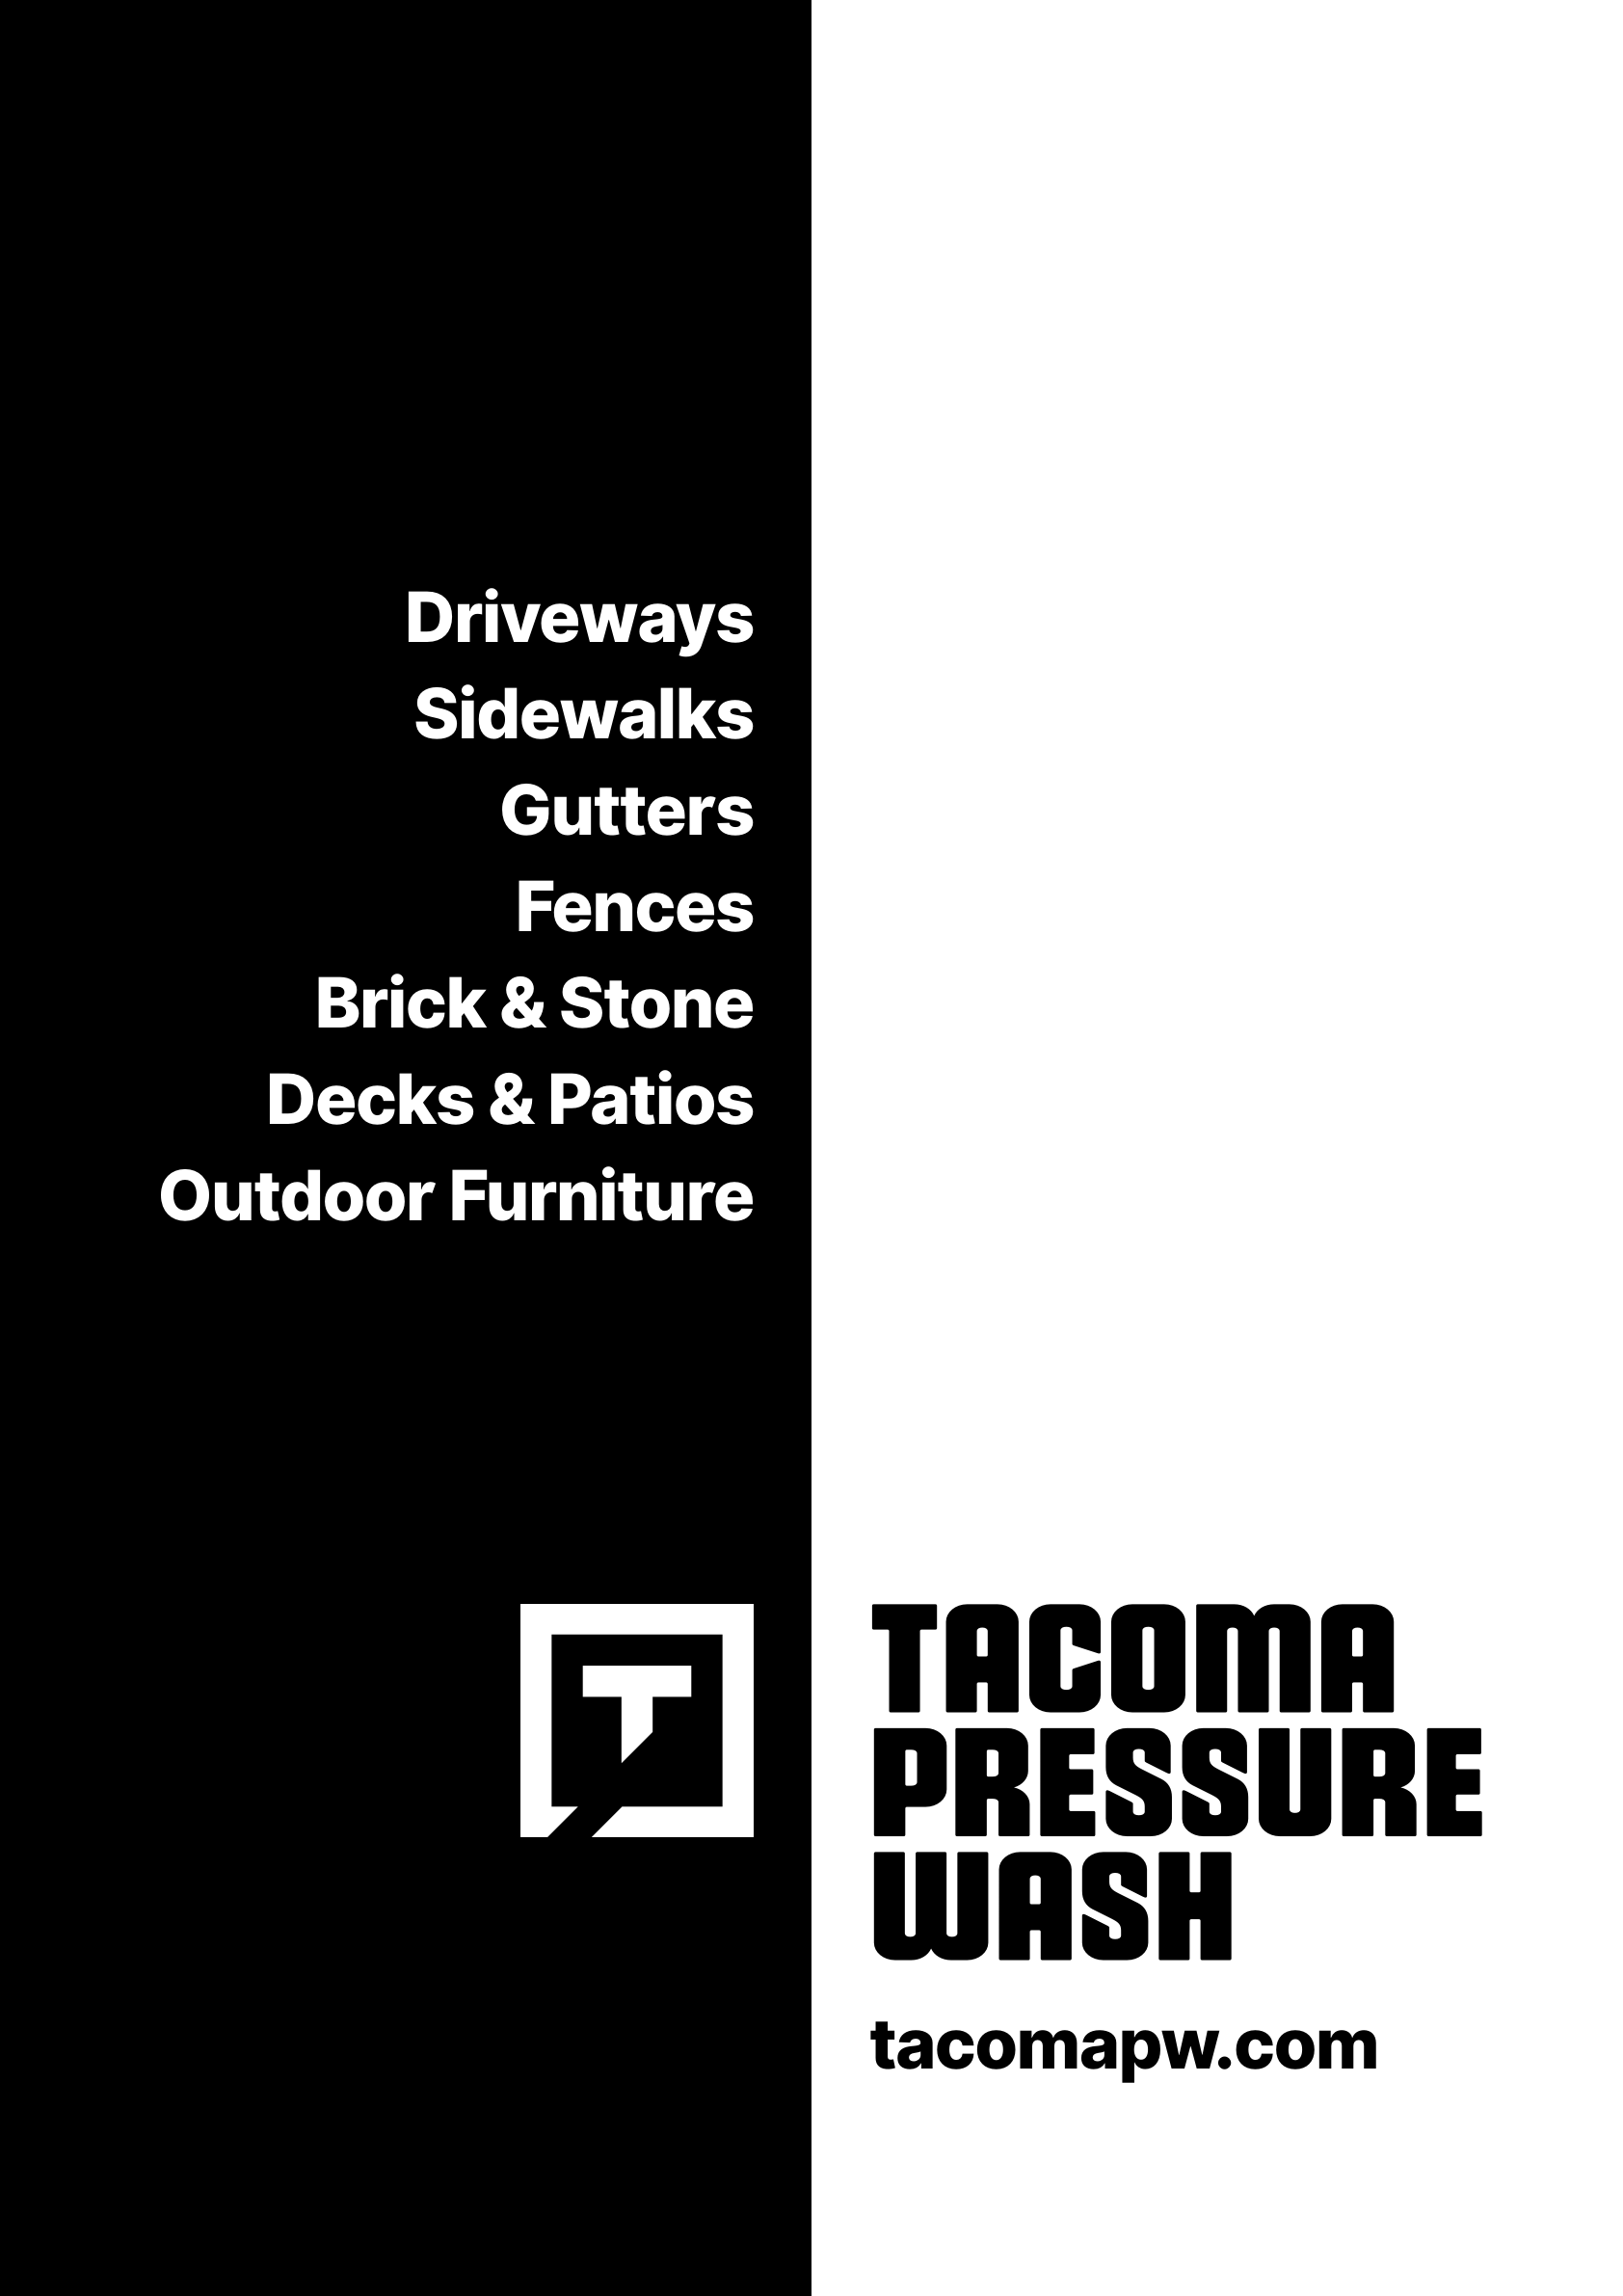 Driveways
Sidewalks
Gutters
Fences
Brick & Stone
Decks & Patios
Outdoor Furniture
T
TACOMA
PRESSURE
WASH
tacomapw.com